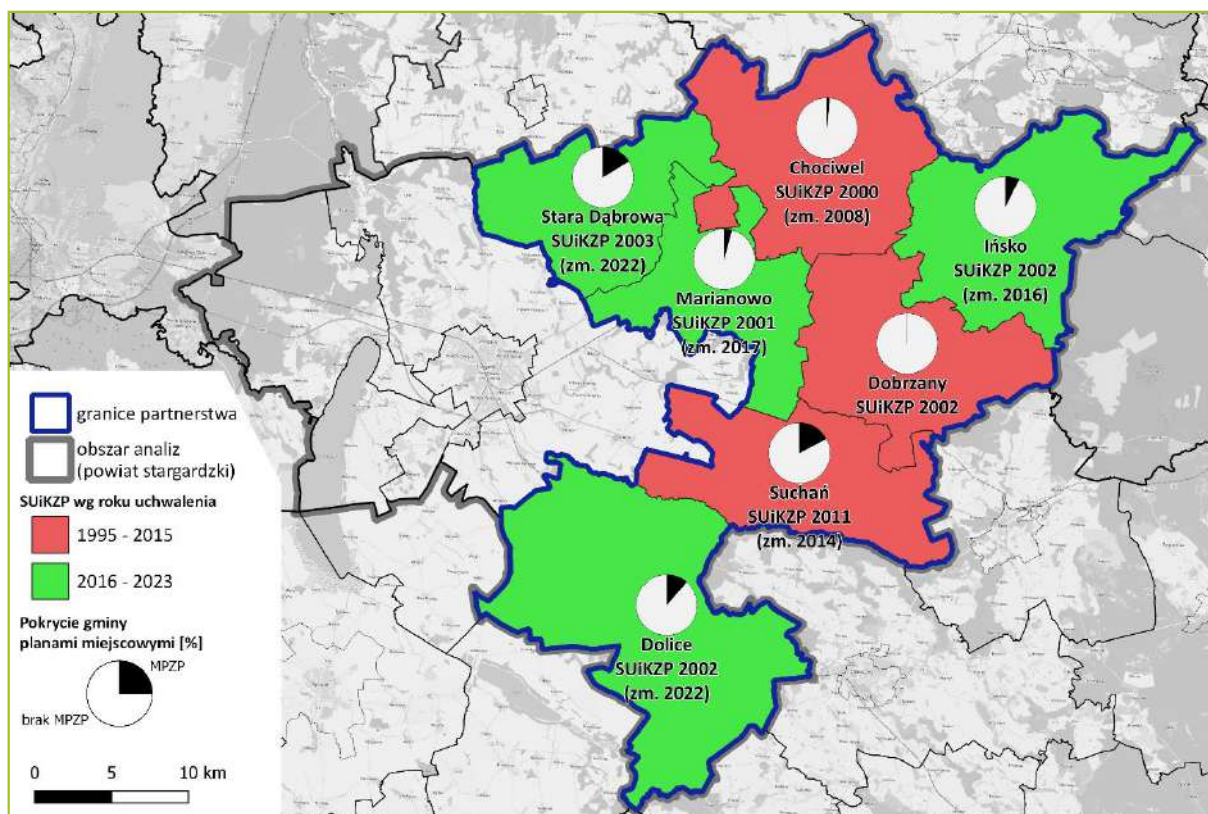 Chociwel
SUiKZP 2000
(zm. 2008)
Stara Dąbrowa
SUiKZP 2003
(zm. 2022)
Ińsko
SUiKZP 2002
(zm. 2016)
Marianowo
SUiKZP 2001
(zm. 2017)
Dobrzany
SUiKZP 2002
Suchań
SUiKZP 2011
(zm. 2014)
Dolice
SUiKZP 2002
(zm. 2022)
granice partnerstwa
obszar analiz
(powiat stargardzki)
SUiKZP wg roku uchwalenia
1995 - 2015
2016 - 2023
Pokrycie gminy
planami miejscowymi [%]
MPZP
brak MPZP
0 5 10 km